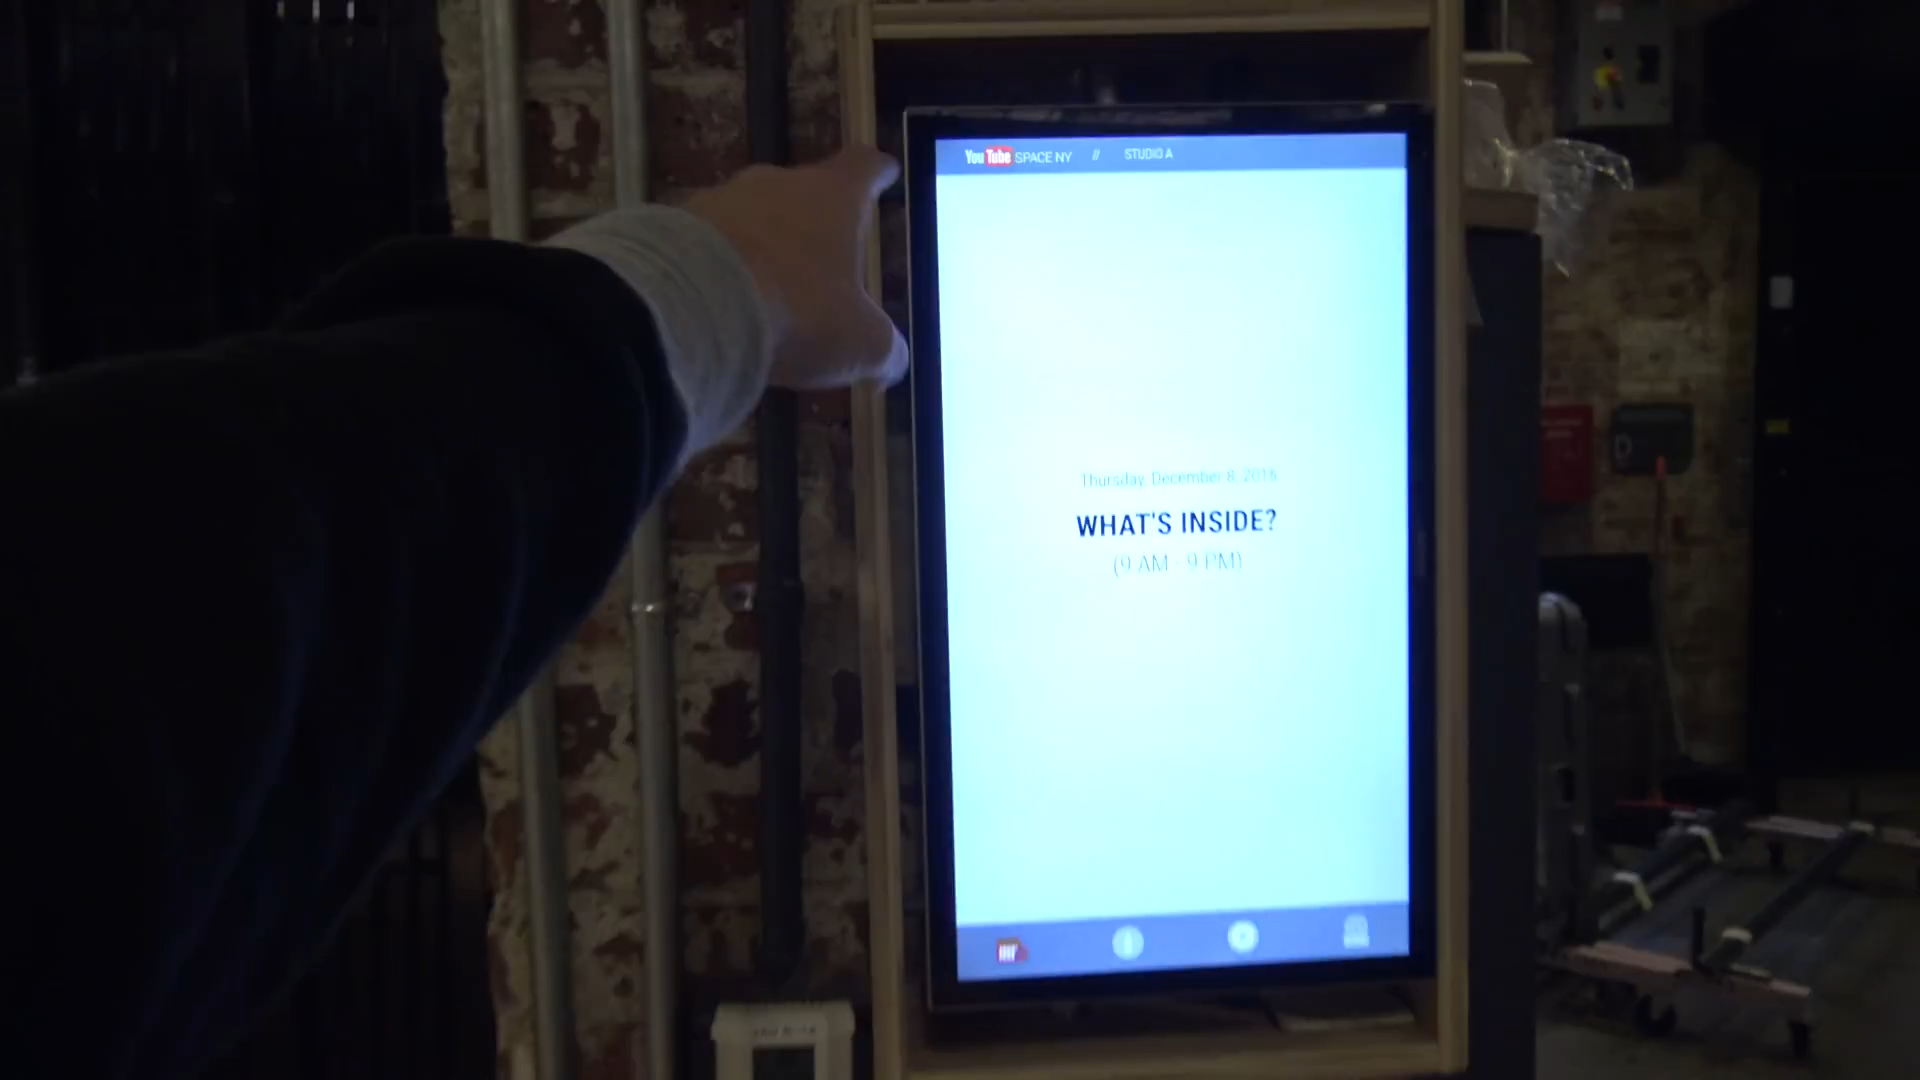 YouTube SPACE NY // STUDIO A
Thursday, December 8, 2016
WHAT'S INSIDE?
(9 AM - 9 PM)